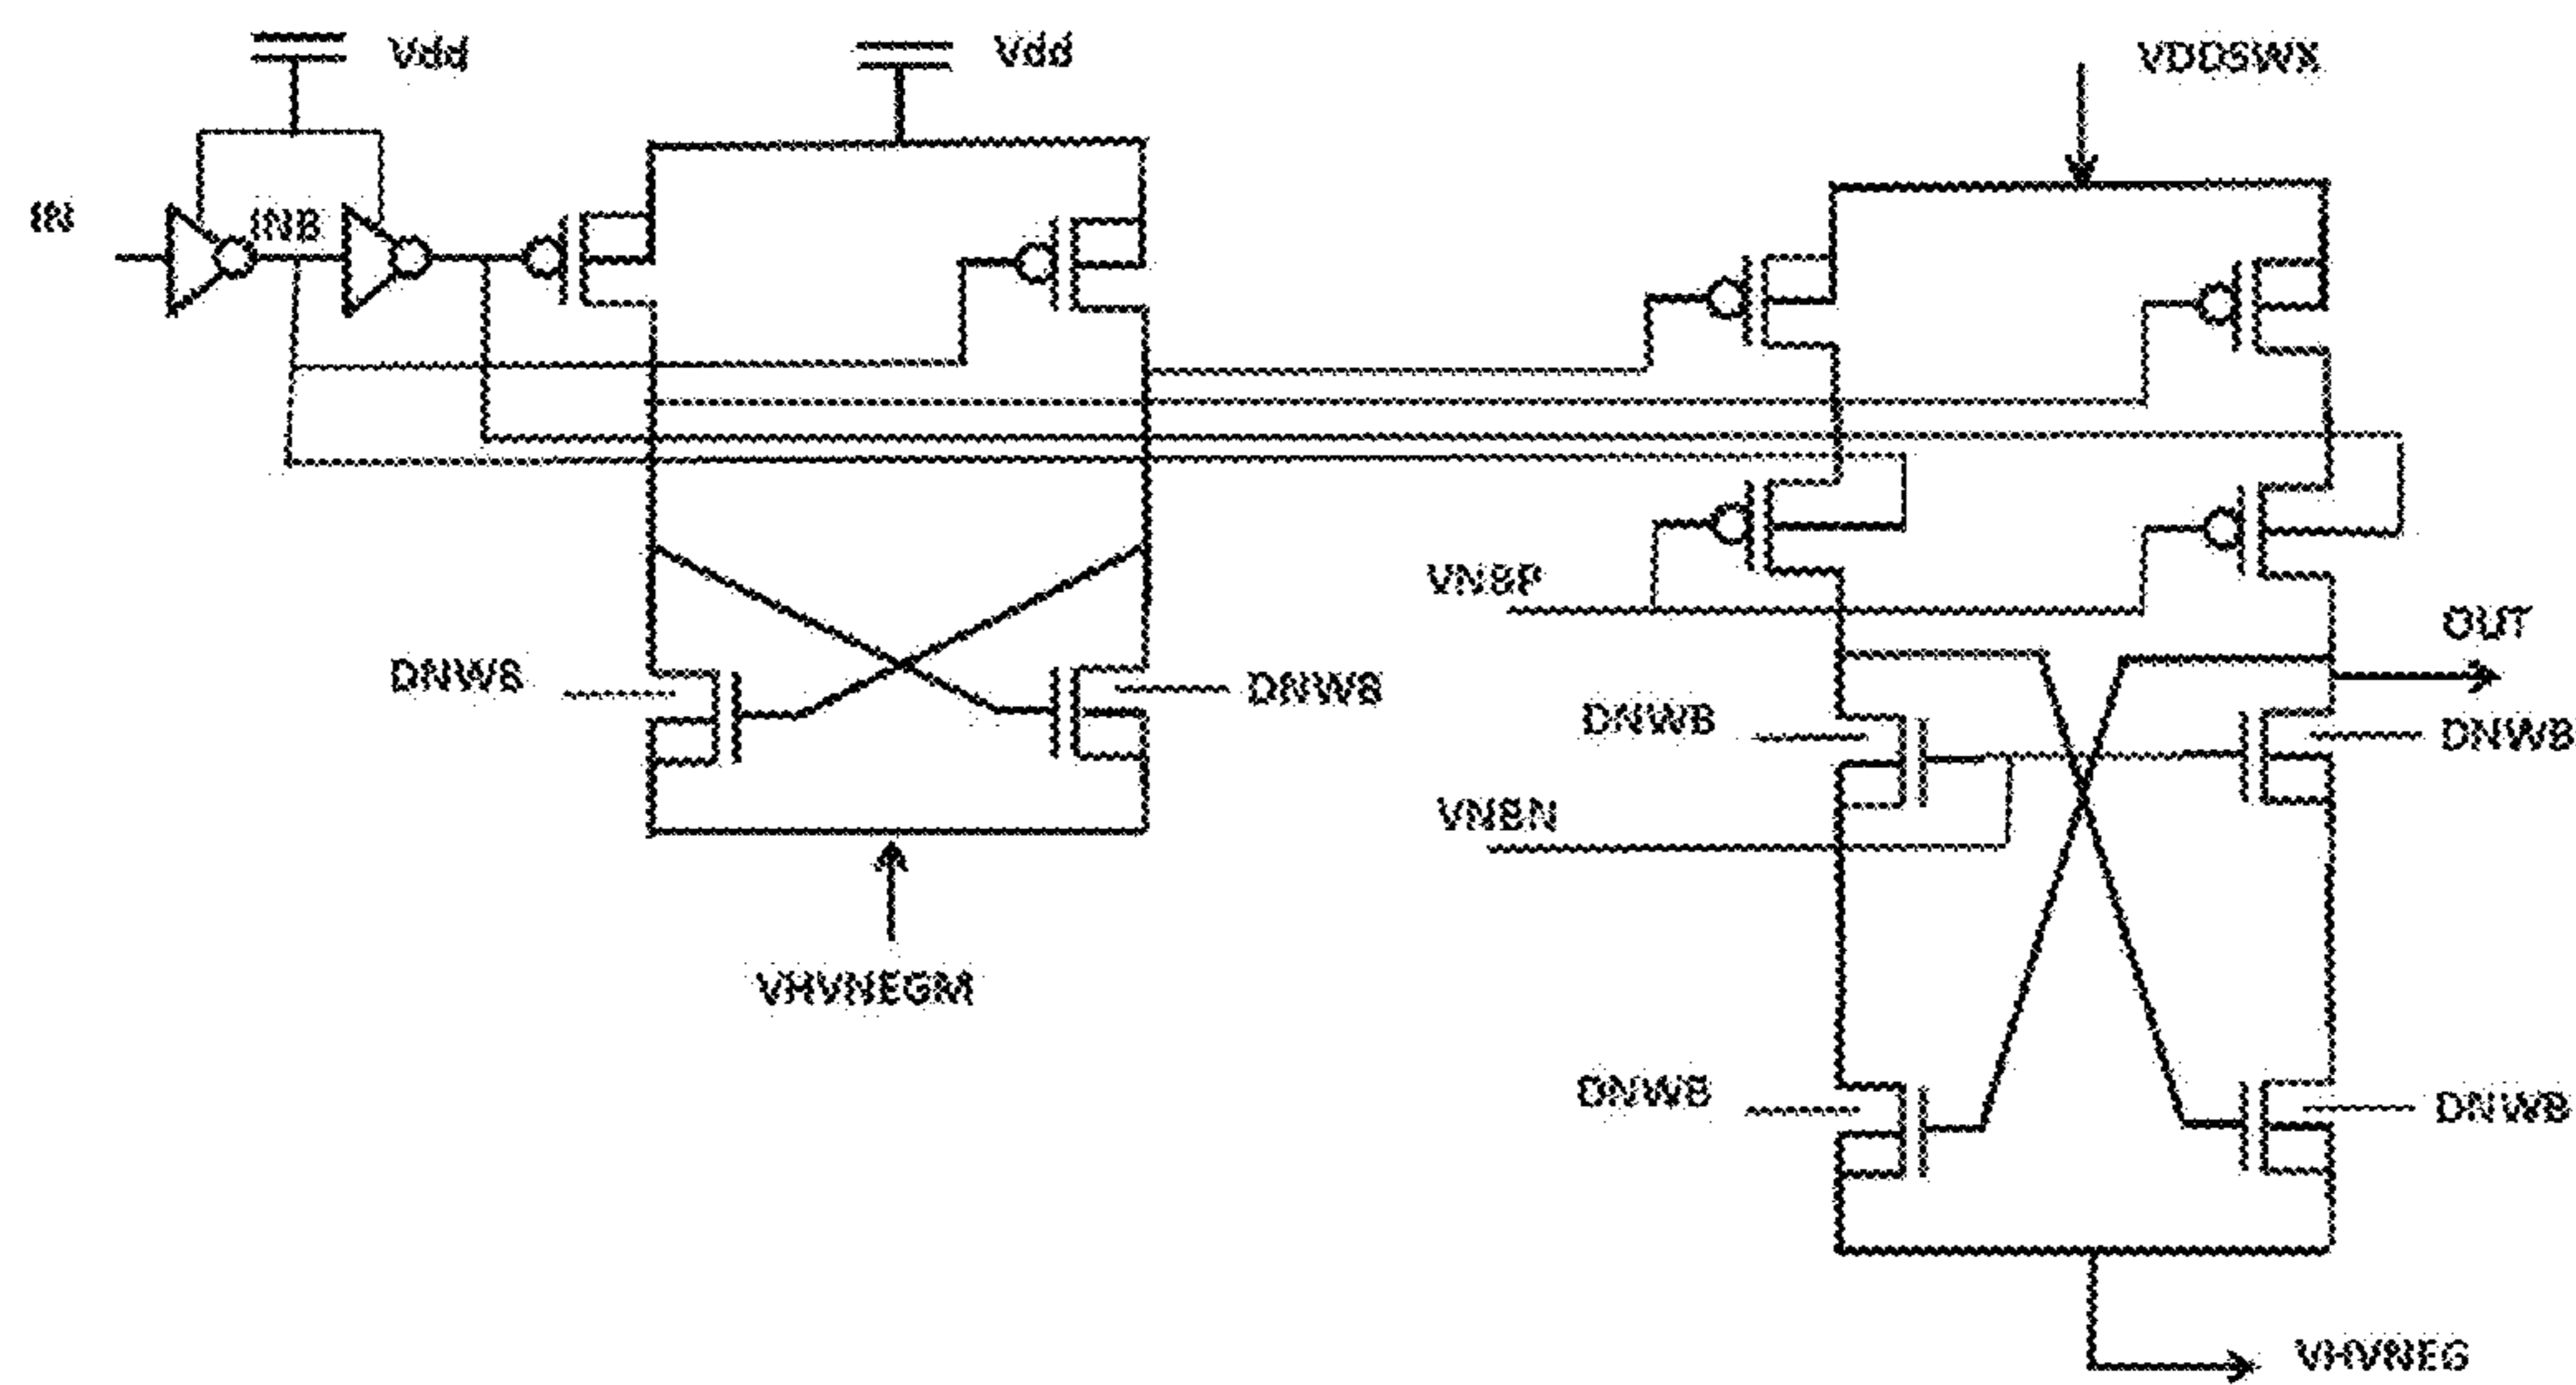 Vdd
Vdd
VDDSWX
IN
INB
VNBP
OUT
DNWB
DNWB
DNWB
DNWB
VNBN
VHVNEGM
DNWB
DNWB
VHVNEG